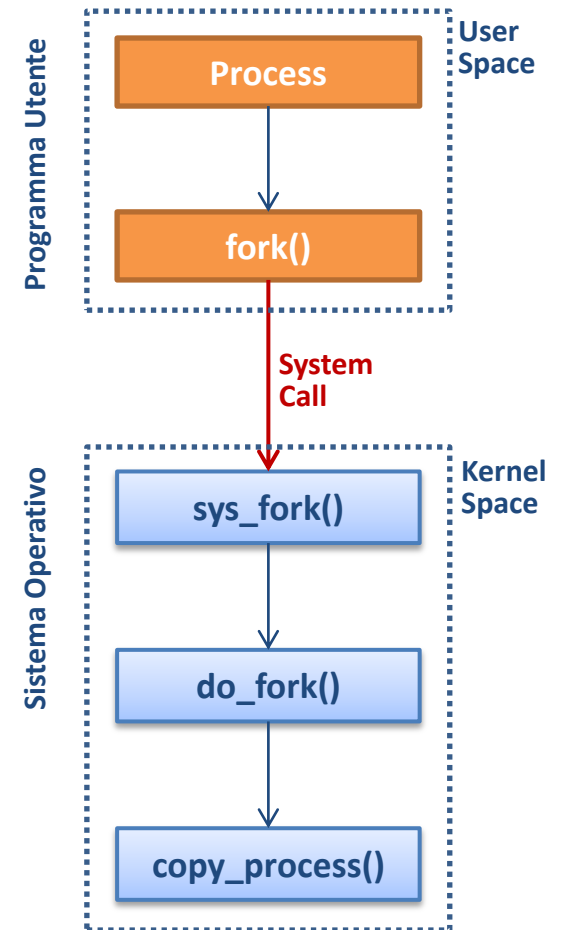 User
Space
Programma Utente
Process
fork()
System
Call
Kernel
Space
Sistema Operativo
sys_fork()
do_fork()
copy_process()